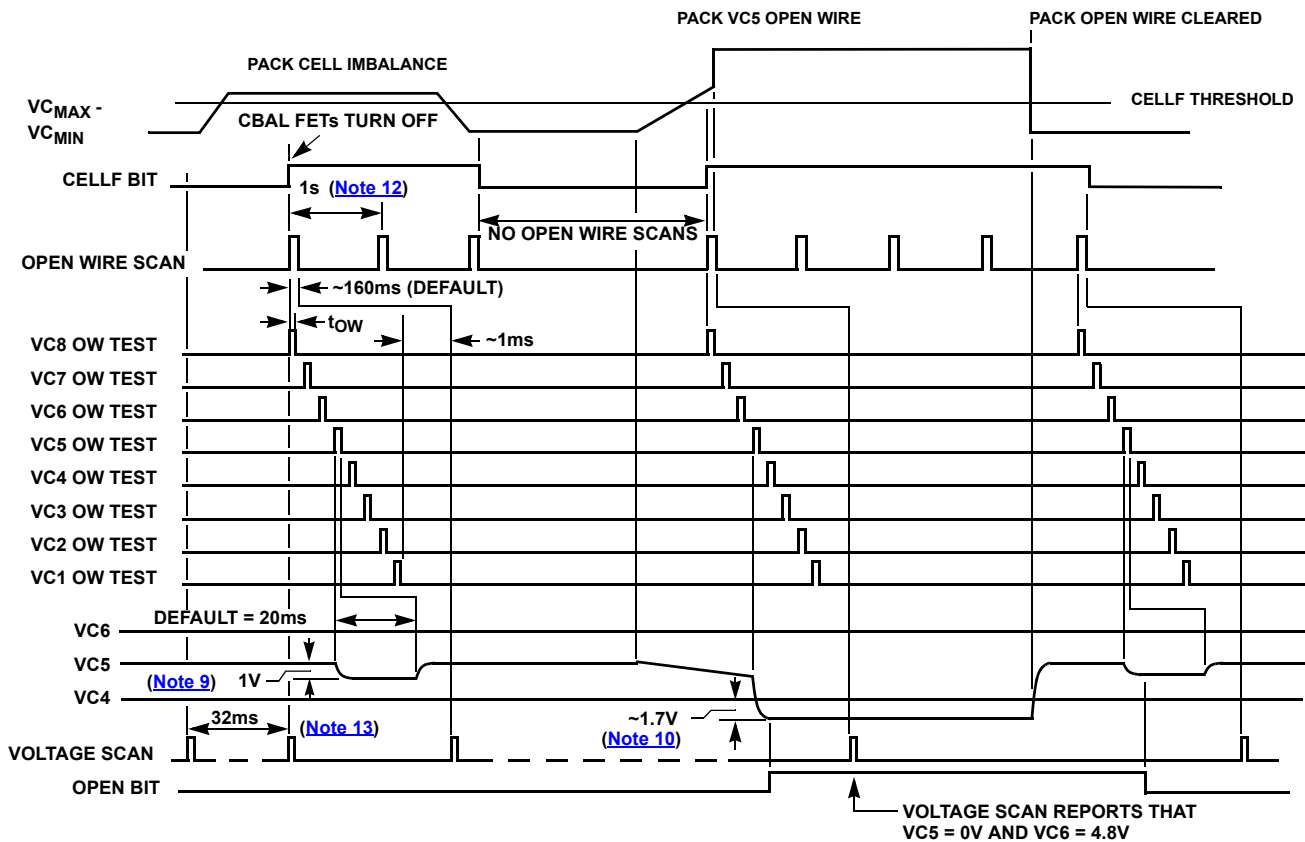 PACK VC5 OPEN WIRE
PACK OPEN WIRE CLEARED
PACK CELL IMBALANCE
VCMAX -
VCMIN
CELLF THRESHOLD
CBAL FETs TURN OFF
CELLF BIT
1s (Note 12)
NO OPEN WIRE SCANS
OPEN WIRE SCAN
~160ms (DEFAULT)
tOW
~1ms
VC8 OW TEST
VC7 OW TEST
VC6 OW TEST
VC5 OW TEST
VC4 OW TEST
VC3 OW TEST
VC2 OW TEST
VC1 OW TEST
DEFAULT = 20ms
VC6
VC5
(Note 9) 1V
VC4
~1.7V
(Note 10)
32ms
(Note 13)
VOLTAGE SCAN
OPEN BIT
VOLTAGE SCAN REPORTS THAT
VC5 = 0V AND VC6 = 4.8V